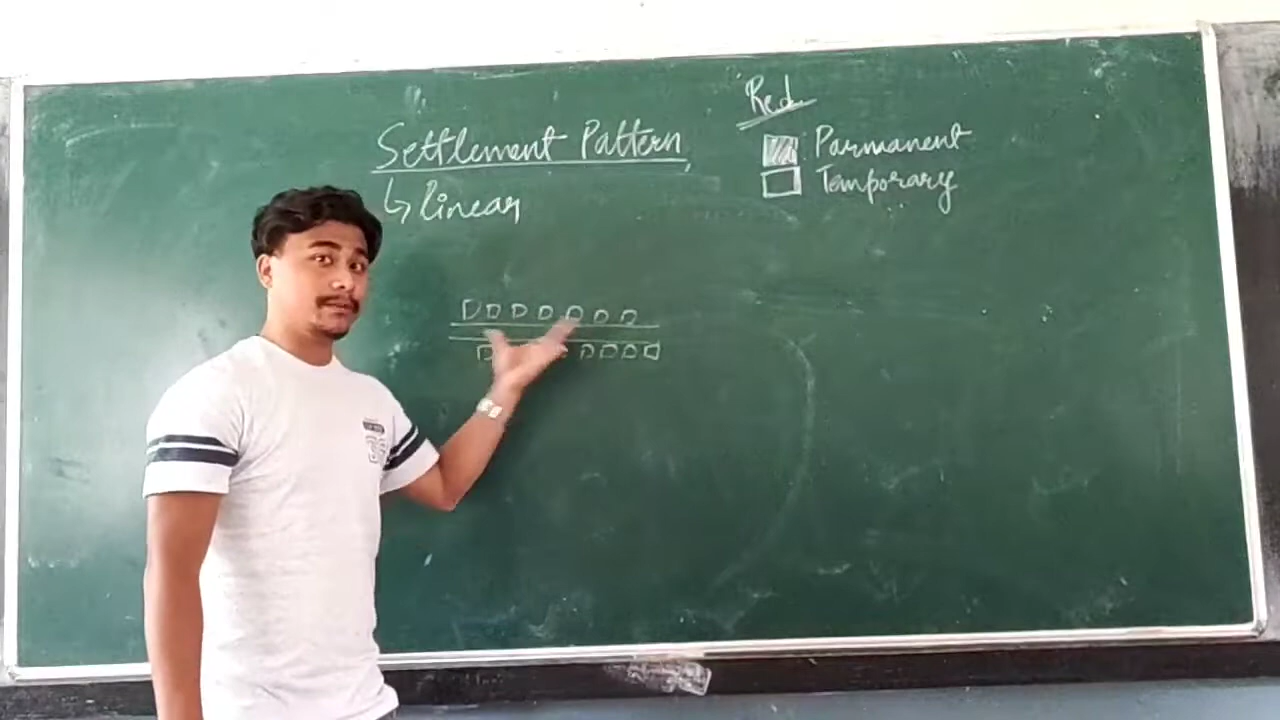 Settlement Pattern
↳ linear
Red
Parmanent
Temporary